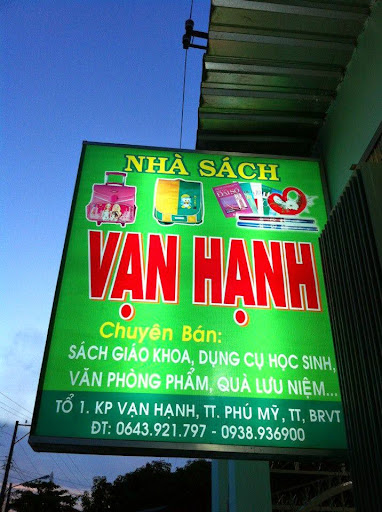 NHÀ SÁCH
VẠN HẠNH
Chuyên Bán:
SÁCH GIÁO KHOA, DỤNG CỤ HỌC SINH,
VĂN PHÒNG PHẨM, QUÀ LƯU NIỆM...
TỔ 1. KP VẠN HẠNH, TT. PHÚ MỸ, TT, BRVT
ĐT: 0643.921.797 - 0938.936900